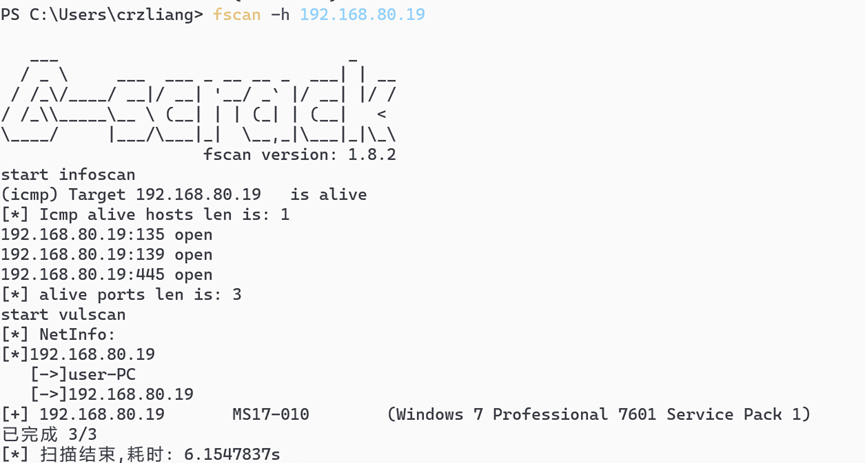 PS C:\Users\crzliang> fscan -h 192.168.80.19
   ___                              _
  / _ \     ___  ___ _ __ __ _  ___| | __
 / /_\/____/ __|/ __| '__/ _` |/ __| |/ /
/ /_\\_____\__ \ (__| | | (_| | (__|   <
\____/     |___/\___|_|  \__,_|\___|_|\_\
                     fscan version: 1.8.2
start infoscan
(icmp) Target 192.168.80.19   is alive
[*] Icmp alive hosts len is: 1
192.168.80.19:135 open
192.168.80.19:139 open
192.168.80.19:445 open
[*] alive ports len is: 3
start vulscan
[*] NetInfo:
[*]192.168.80.19
   [->]user-PC
   [->]192.168.80.19
[+] 192.168.80.19       MS17-010        (Windows 7 Professional 7601 Service Pack 1)
已完成 3/3
[*] 扫描结束,耗时: 6.1547837s